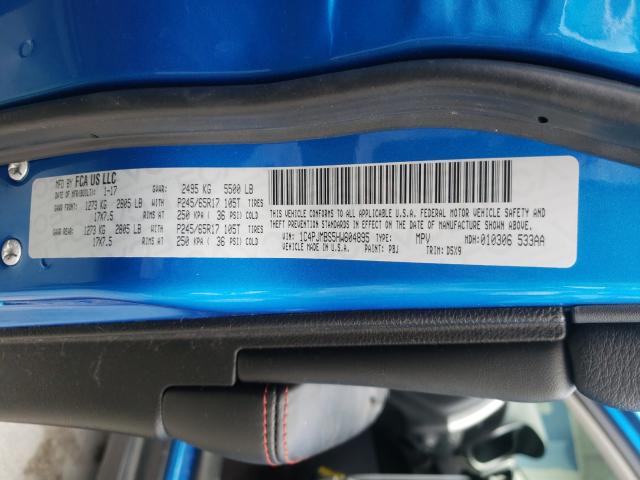 MFD BY FCA US LLC
DATE OF MFR(BUILT): 1-17 GVWR: 2495 KG 5500 LB
GAWR FRONT: 1273 KG 2805 LB WITH P245/65R17 105T TIRES
17X7.5 RIMS AT 250 KPA ( 36 PSI) COLD
GAWR REAR: 1273 KG 2805 LB WITH P245/65R17 105T TIRES
17X7.5 RIMS AT 250 KPA ( 36 PSI) COLD
THIS VEHICLE CONFORMS TO ALL APPLICABLE U.S.A. FEDERAL MOTOR VEHICLE SAFETY AND
THEFT PREVENTION STANDARDS IN EFFECT ON THE DATE OF MANUFACTURE SHOWN ABOVE.
VIN: 1C4PJMBS5HW604895 TYPE: MPV MDH: 010306 533AA
VEHICLE MADE IN U.S.A. PAINT: PBJ TRIM: D5X9